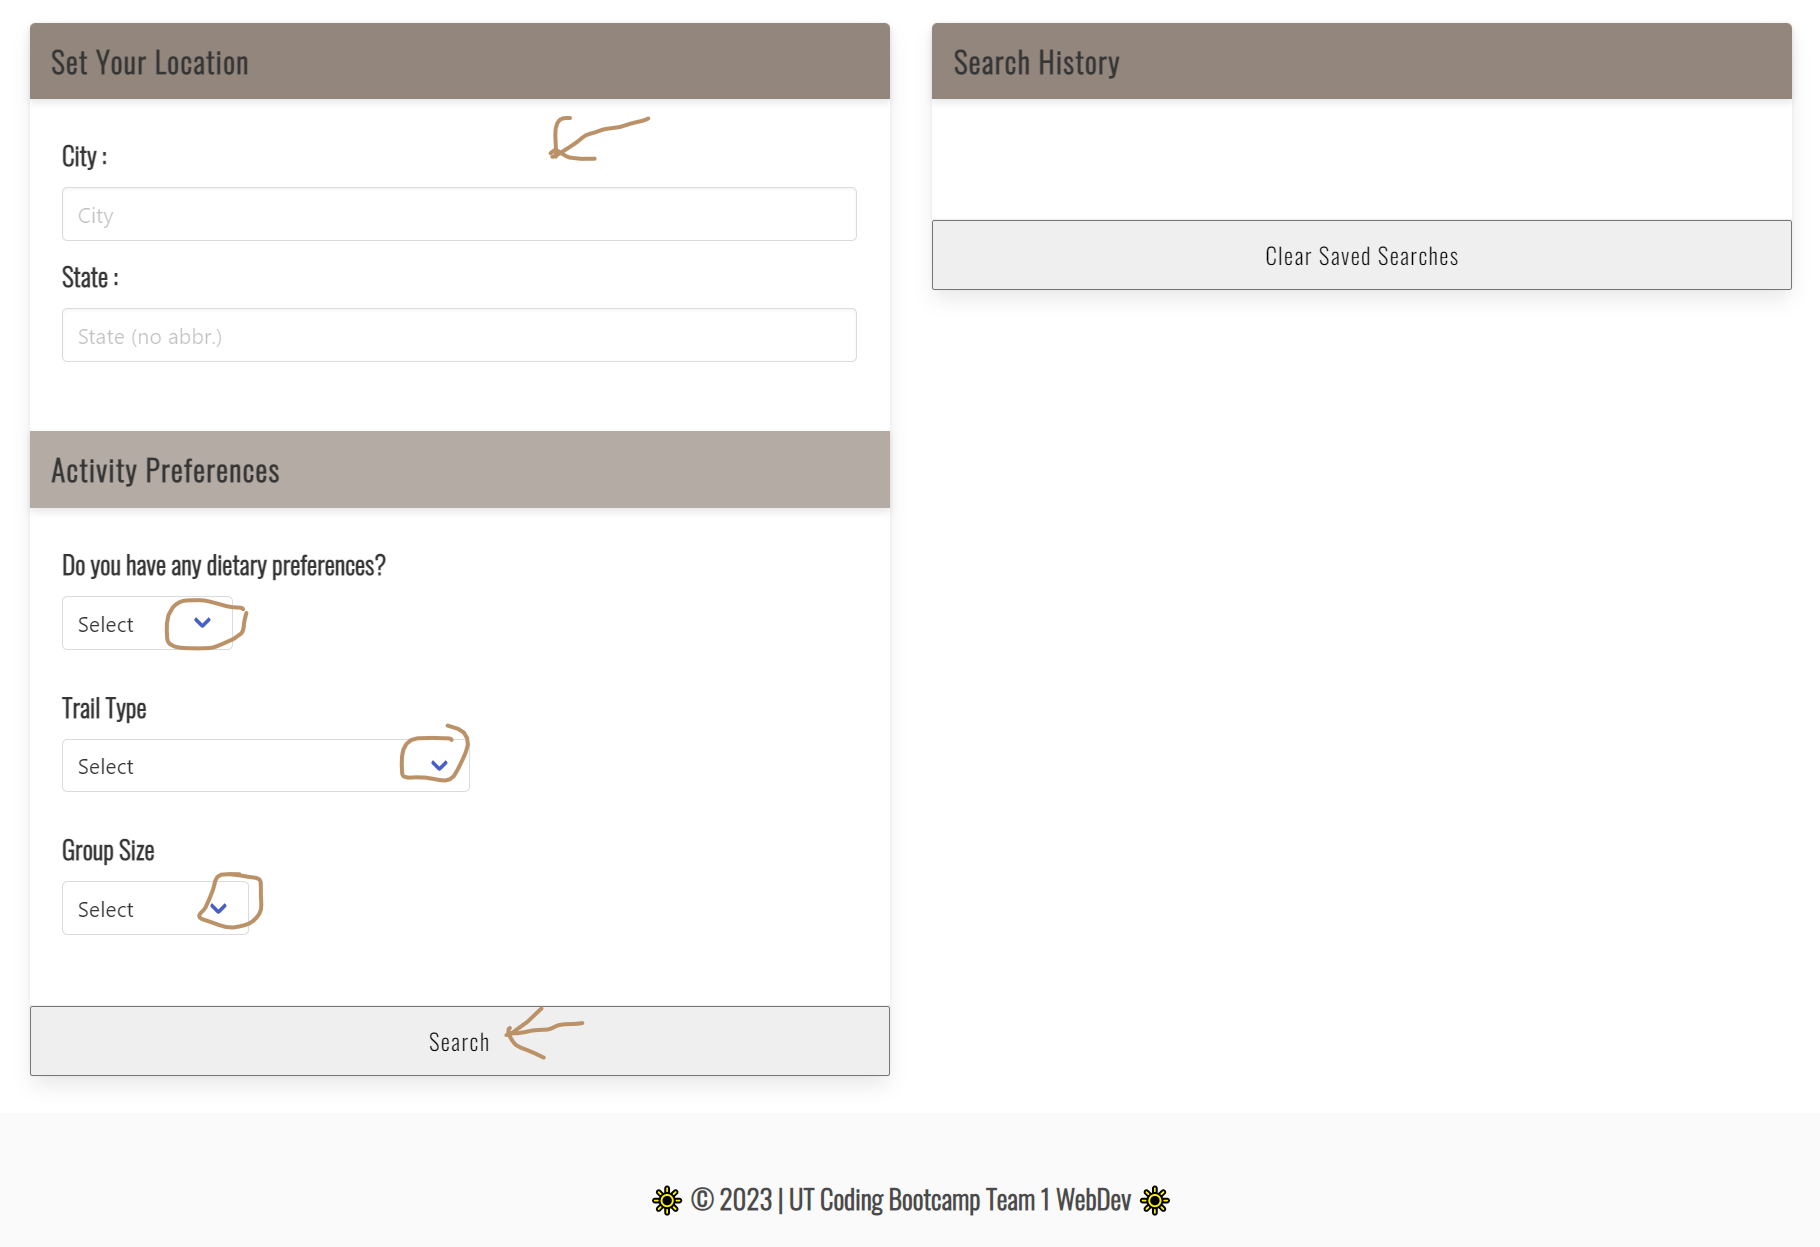 Set Your Location
City :
City
State :
State (no abbr.)
Activity Preferences
Do you have any dietary preferences?
Select
Trail Type
Select
Group Size
Select
Search
Search History
Clear Saved Searches
© 2023 | UT Coding Bootcamp Team 1 WebDev